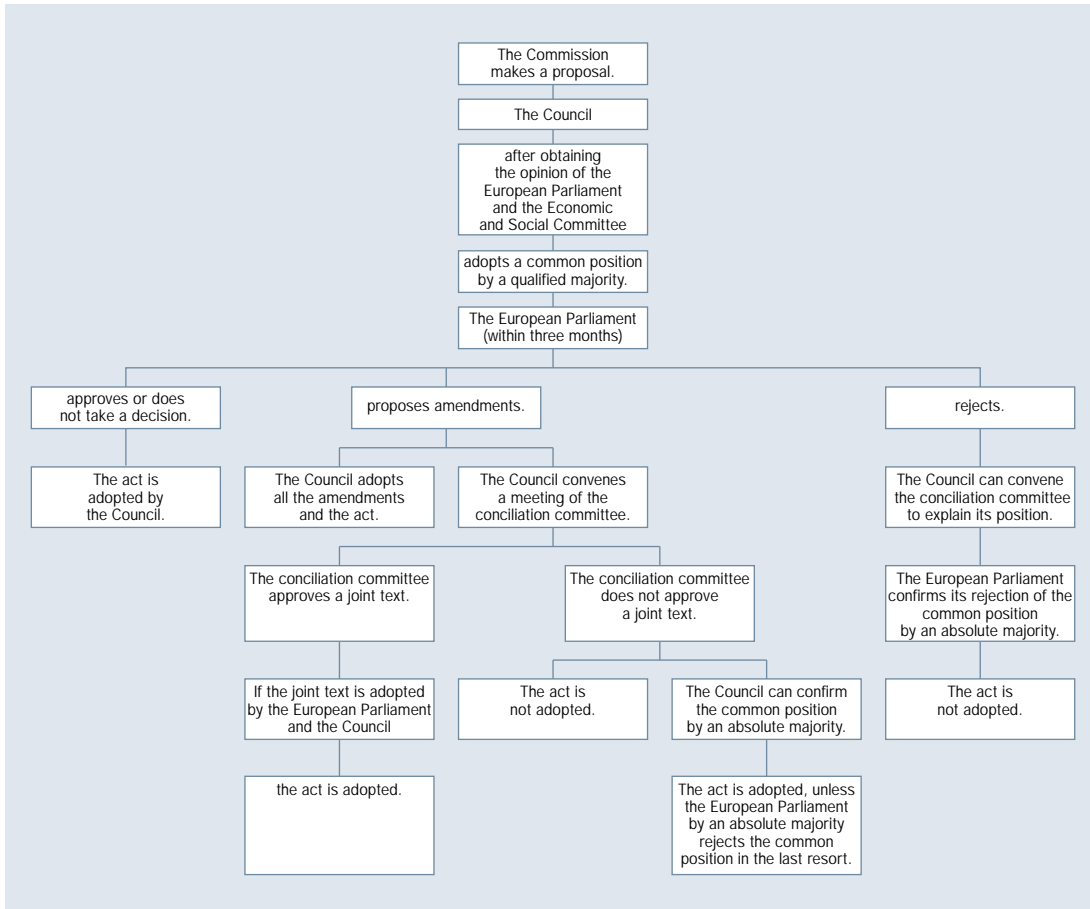 The Commission
makes a proposal.
The Council
after obtaining
the opinion of the
European Parliament
and the Economic
and Social Committee
adopts a common position
by a qualified majority.
The European Parliament
(within three months)
approves or does
not take a decision.
The act is
adopted by
the Council.
proposes amendments.
The Council adopts
all the amendments
and the act.
The Council convenes
a meeting of the
conciliation committee.
The conciliation committee
approves a joint text.
If the joint text is adopted
by the European Parliament
and the Council
the act is adopted.
The conciliation committee
does not approve
a joint text.
The act is
not adopted.
The Council can confirm
the common position
by an absolute majority.
The act is adopted, unless
the European Parliament
by an absolute majority
rejects the common
position in the last resort.
rejects.
The Council can convene
the conciliation committee
to explain its position.
The European Parliament
confirms its rejection of the
common position
by an absolute majority.
The act is
not adopted.